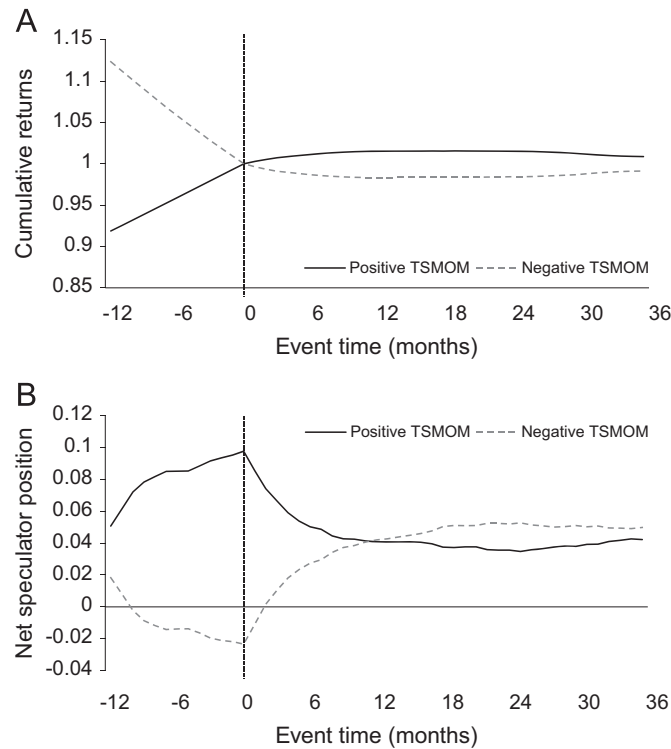 A
Cumulative returns
1.15
1.1
1.05
1
0.95
0.9
0.85
Positive TSMOM Negative TSMOM
-12 -6 0 6 12 18 24 30 36
Event time (months)
B
Net speculator position
0.12
0.1
0.08
0.06
0.04
0.02
0
-0.02
-0.04
Positive TSMOM Negative TSMOM
-12 -6 0 6 12 18 24 30 36
Event time (months)